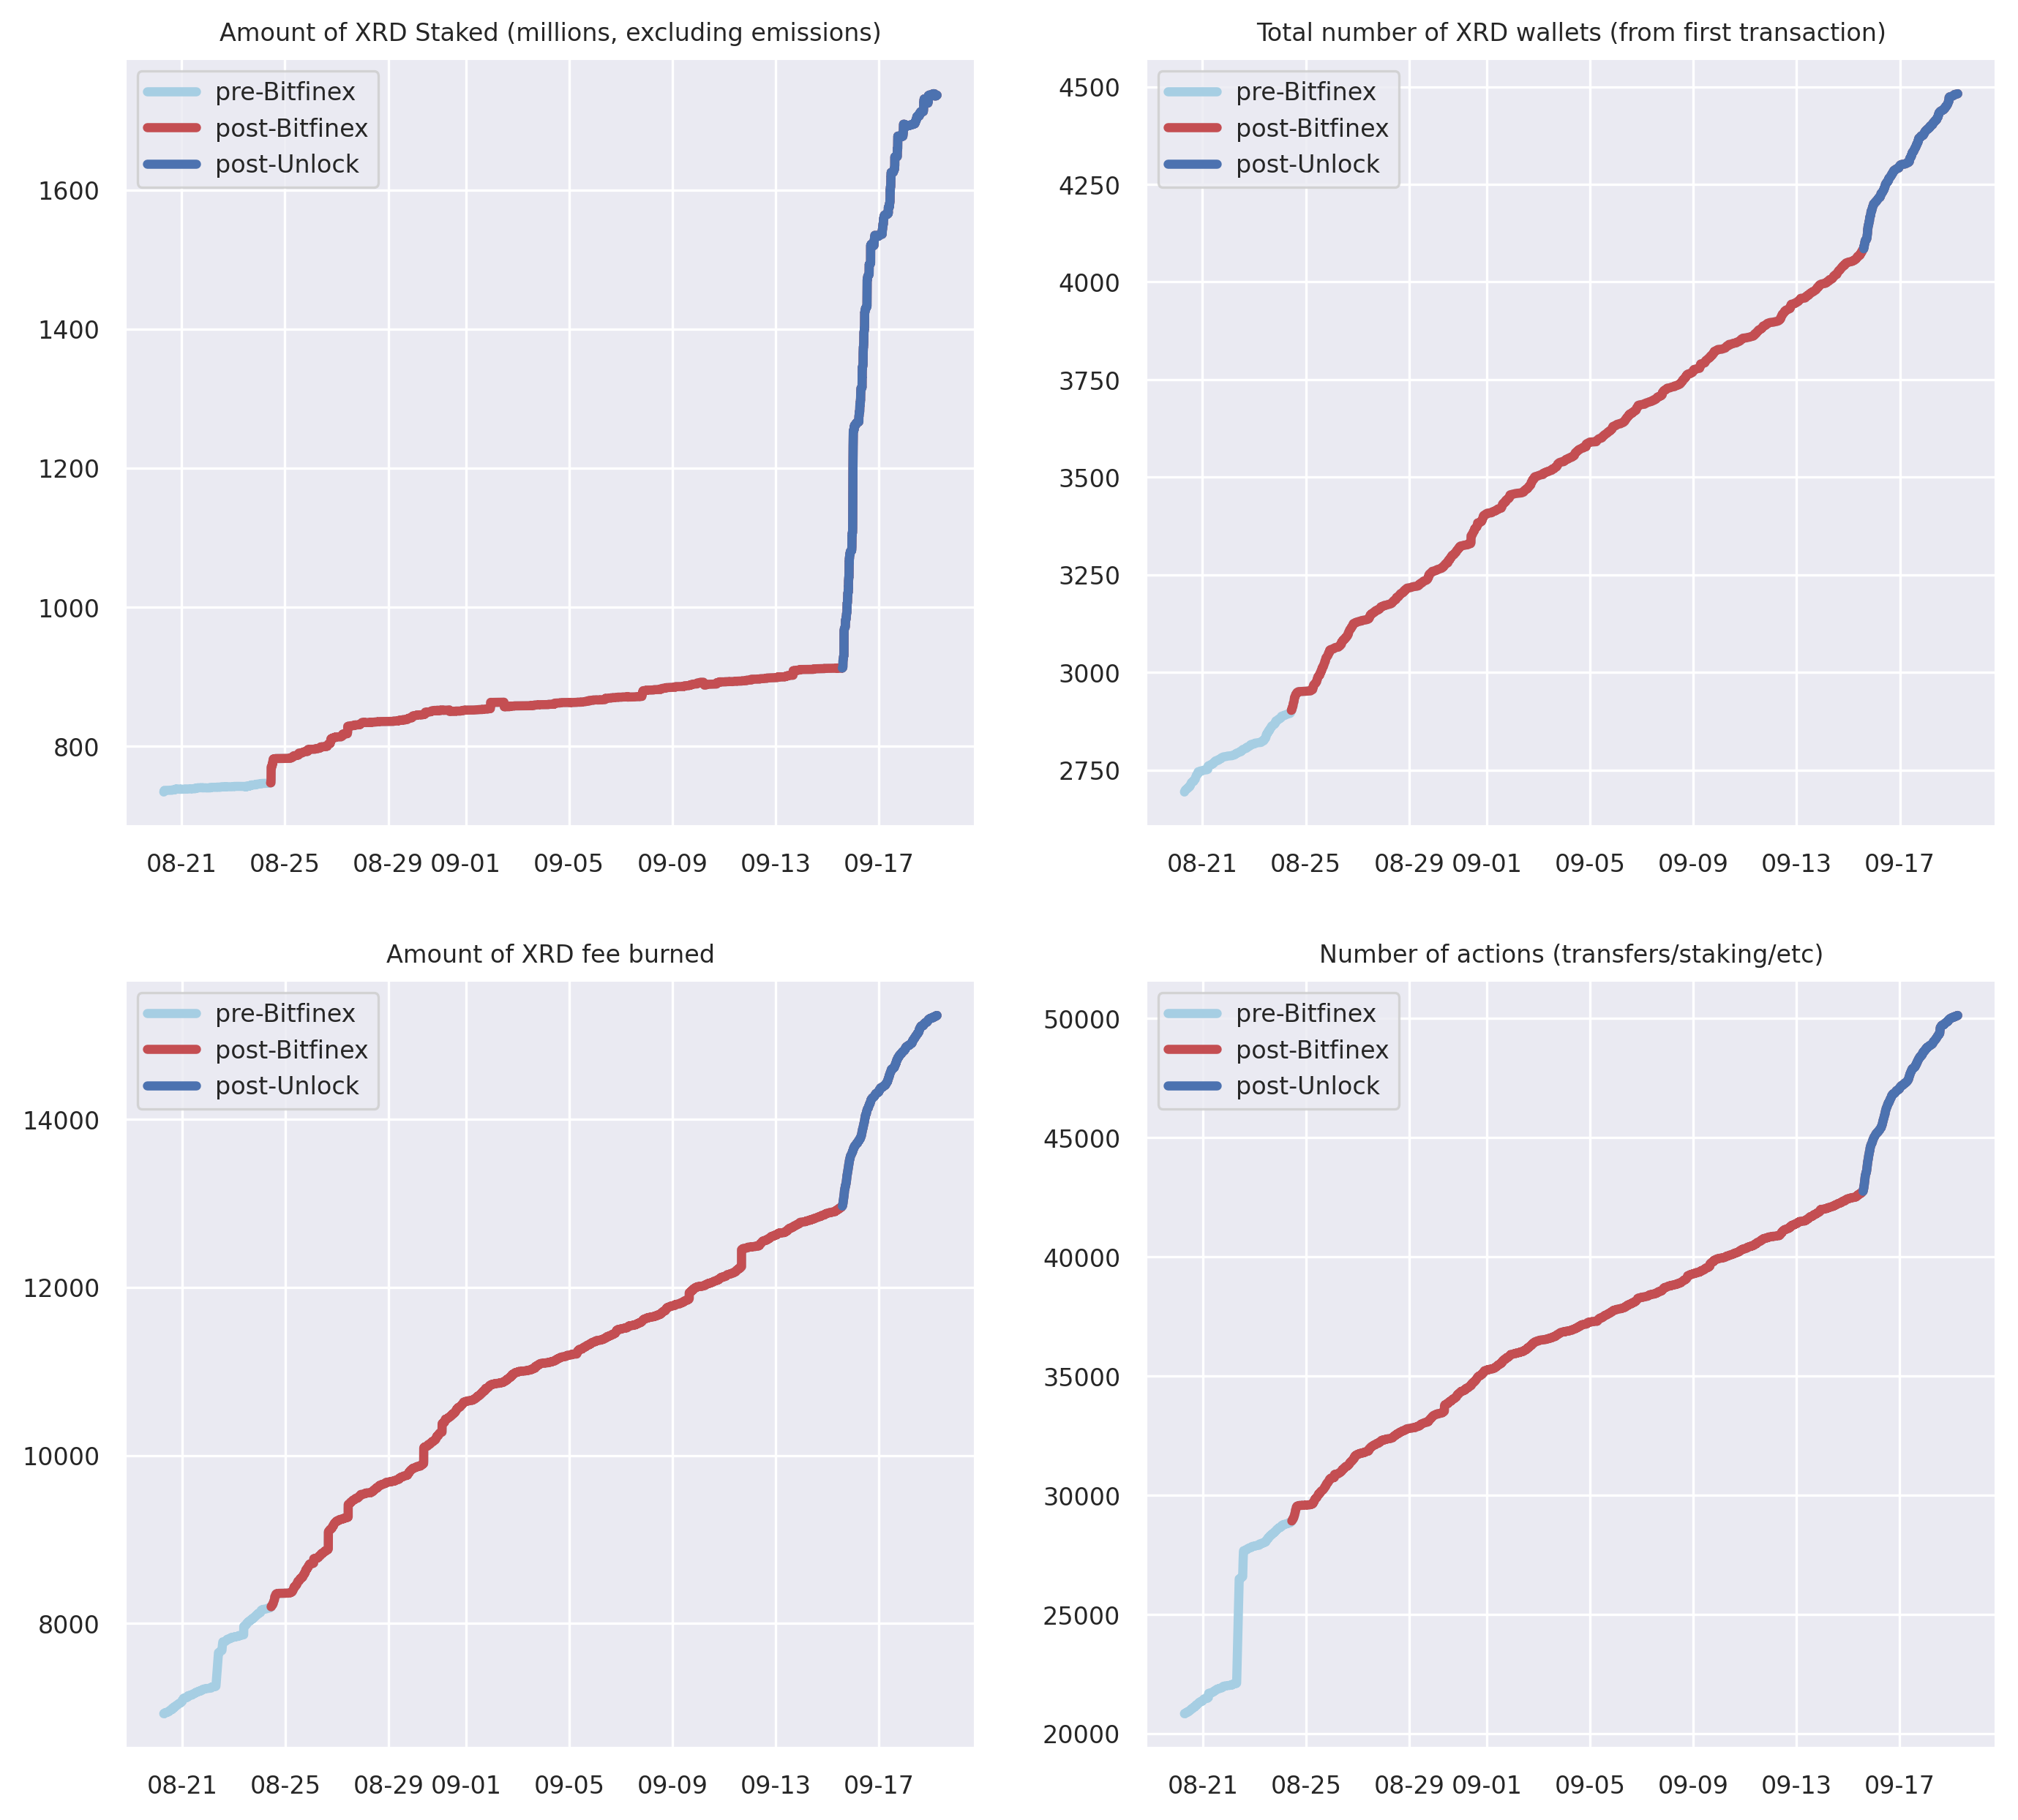 Amount of XRD Staked (millions, excluding emissions)
pre-Bitfinex
post-Bitfinex
post-Unlock
1600
1400
1200
1000
800
08-21 08-25 08-29 09-01 09-05 09-09 09-13 09-17
Total number of XRD wallets (from first transaction)
pre-Bitfinex
post-Bitfinex
post-Unlock
4500
4250
4000
3750
3500
3250
3000
2750
08-21 08-25 08-29 09-01 09-05 09-09 09-13 09-17
Amount of XRD fee burned
pre-Bitfinex
post-Bitfinex
post-Unlock
14000
12000
10000
8000
08-21 08-25 08-29 09-01 09-05 09-09 09-13 09-17
Number of actions (transfers/staking/etc)
pre-Bitfinex
post-Bitfinex
post-Unlock
50000
45000
40000
35000
30000
25000
20000
08-21 08-25 08-29 09-01 09-05 09-09 09-13 09-17